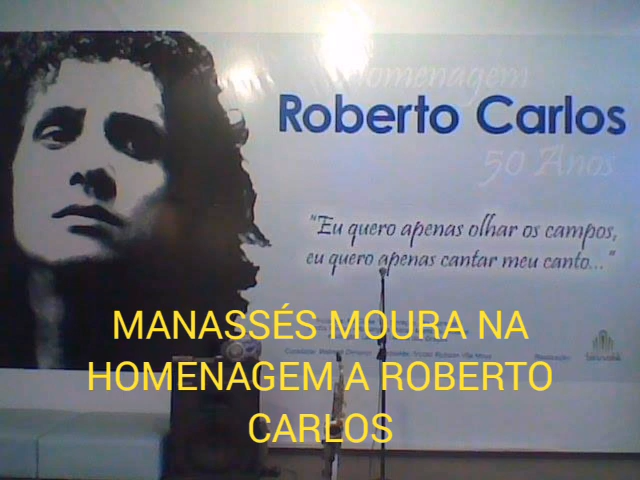 Homenagem
Roberto Carlos
50 Anos
"Eu quero apenas olhar os campos,
eu quero apenas cantar meu canto..."
MANASSÉS MOURA NA
HOMENAGEM A ROBERTO
CARLOS